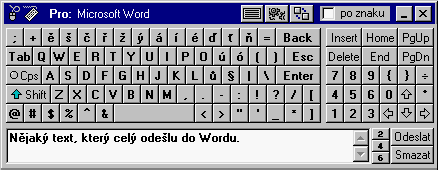 Pro: Microsoft Word po znaku
; + ě š č ř ž ý á í é ď ť ň = Back Insert Home PgUp
Tab Q W E R T Y U I P O ú ů ó ( ) Esc Delete End PgDn
Cps A S D F G H J K L ů § | \ Enter 7 8 9 { } ÷
Shift Z X C V B N M , . - _ < > : ! ? 4 5 6 0 *
@ # $ % ^ & < - > " ' _ * ) 1 2 3
Nějaký text, který celý odešlu do Wordu. 2 Odeslat
4
6 Smazat